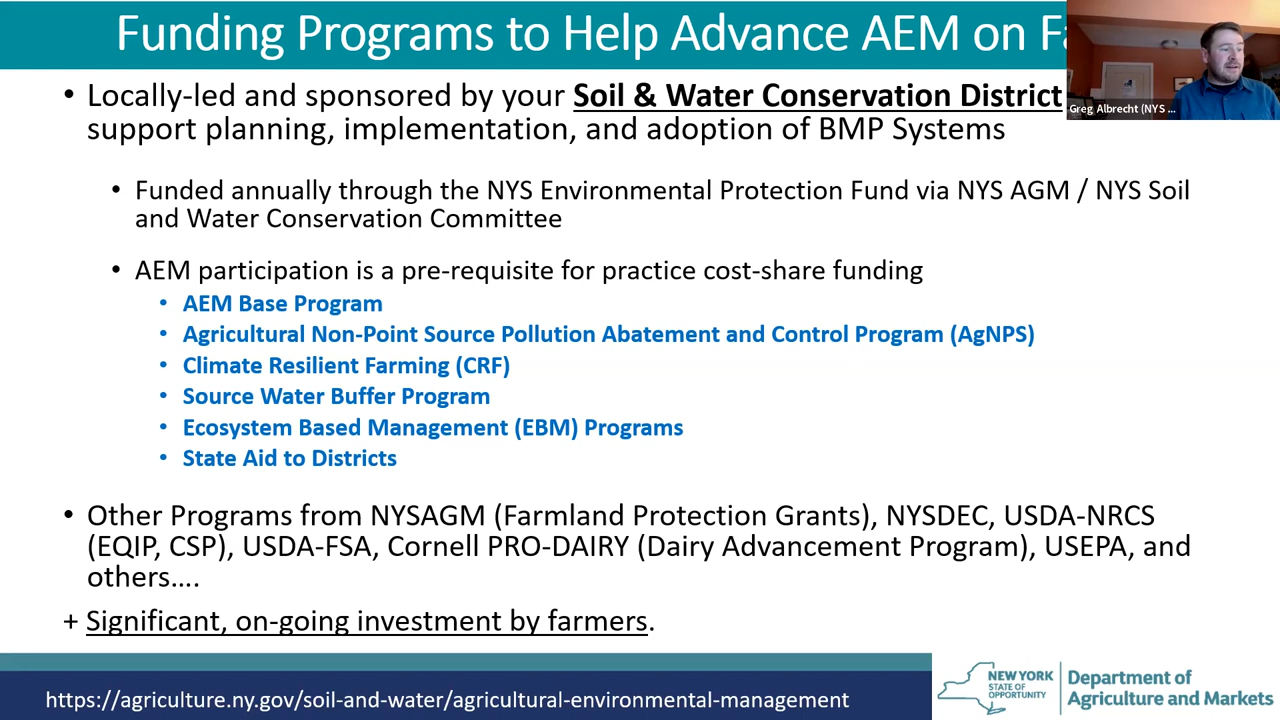 Funding Programs to Help Advance AEM on Fa
• Locally-led and sponsored by your Soil & Water Conservation District
support planning, implementation, and adoption of BMP Systems
• Funded annually through the NYS Environmental Protection Fund via NYS AGM / NYS Soil
and Water Conservation Committee
• AEM participation is a pre-requisite for practice cost-share funding
• AEM Base Program
• Agricultural Non-Point Source Pollution Abatement and Control Program (AgNPS)
• Climate Resilient Farming (CRF)
• Source Water Buffer Program
• Ecosystem Based Management (EBM) Programs
• State Aid to Districts
• Other Programs from NYSAGM (Farmland Protection Grants), NYSDEC, USDA-NRCS
(EQIP, CSP), USDA-FSA, Cornell PRO-DAIRY (Dairy Advancement Program), USEPA, and
others....
+ Significant, on-going investment by farmers.
Greg Albrecht (NYS ...
https://agriculture.ny.gov/soil-and-water/agricultural-environmental-management
NEW YORK
STATE OF
OPPORTUNITY
Department of
Agriculture and Markets